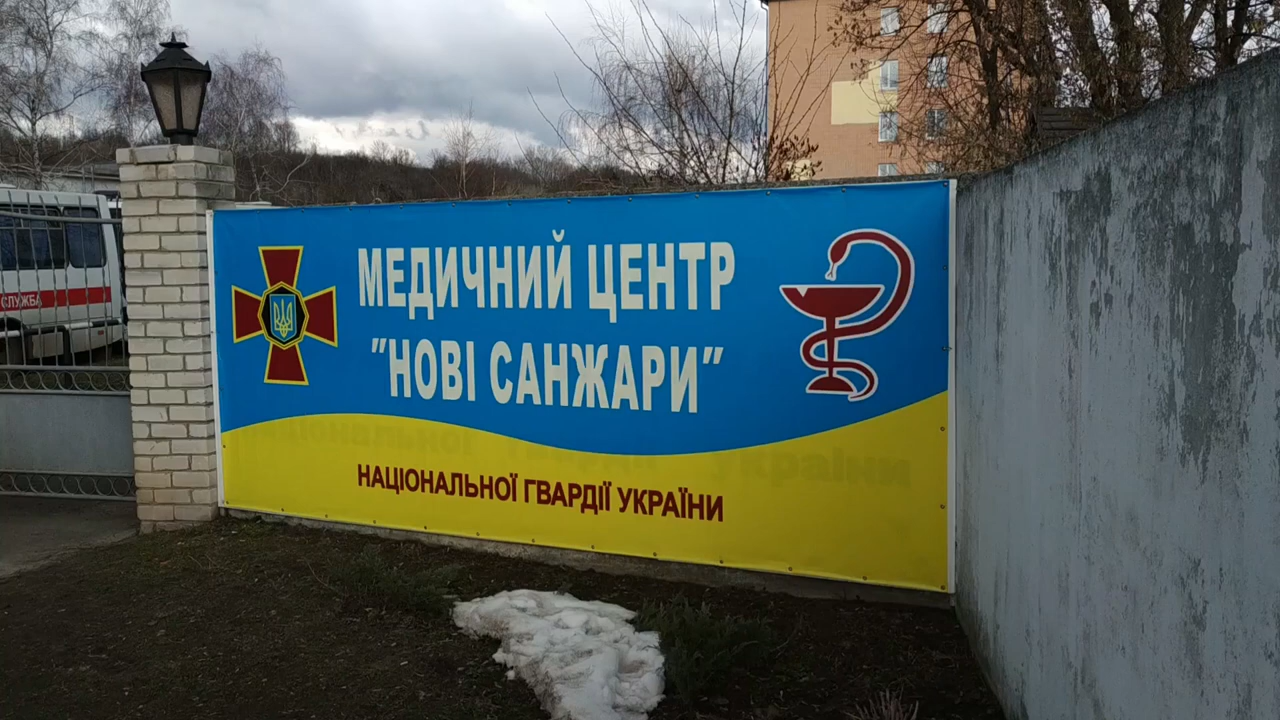 МЕДИЧНИЙ ЦЕНТР
"НОВІ САНЖАРИ"
НАЦІОНАЛЬНОЇ ГВАРДІЇ УКРАЇНИ
СЛУЖБА